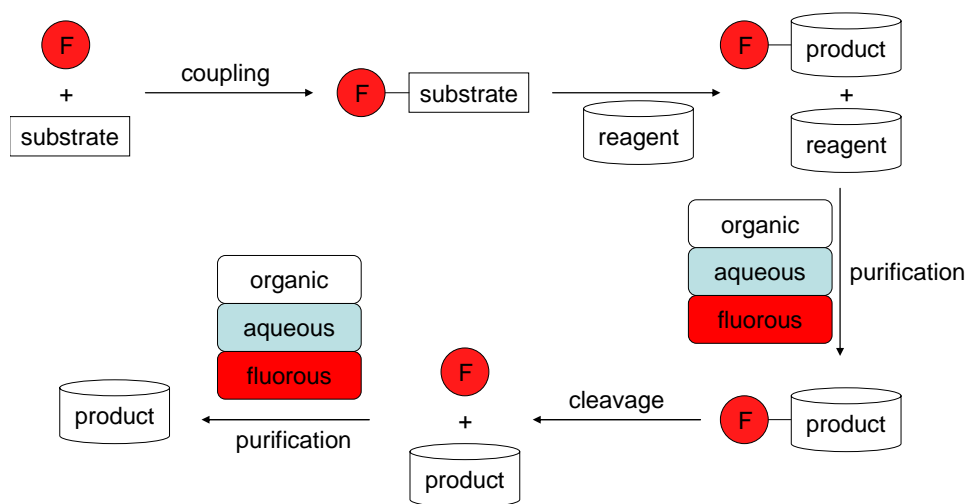 F
+
substrate
coupling
F
substrate
reagent
F
product
+
reagent
organic
aqueous
fluorous
purification
F
product
cleavage
F
+
product
organic
aqueous
fluorous
purification
product